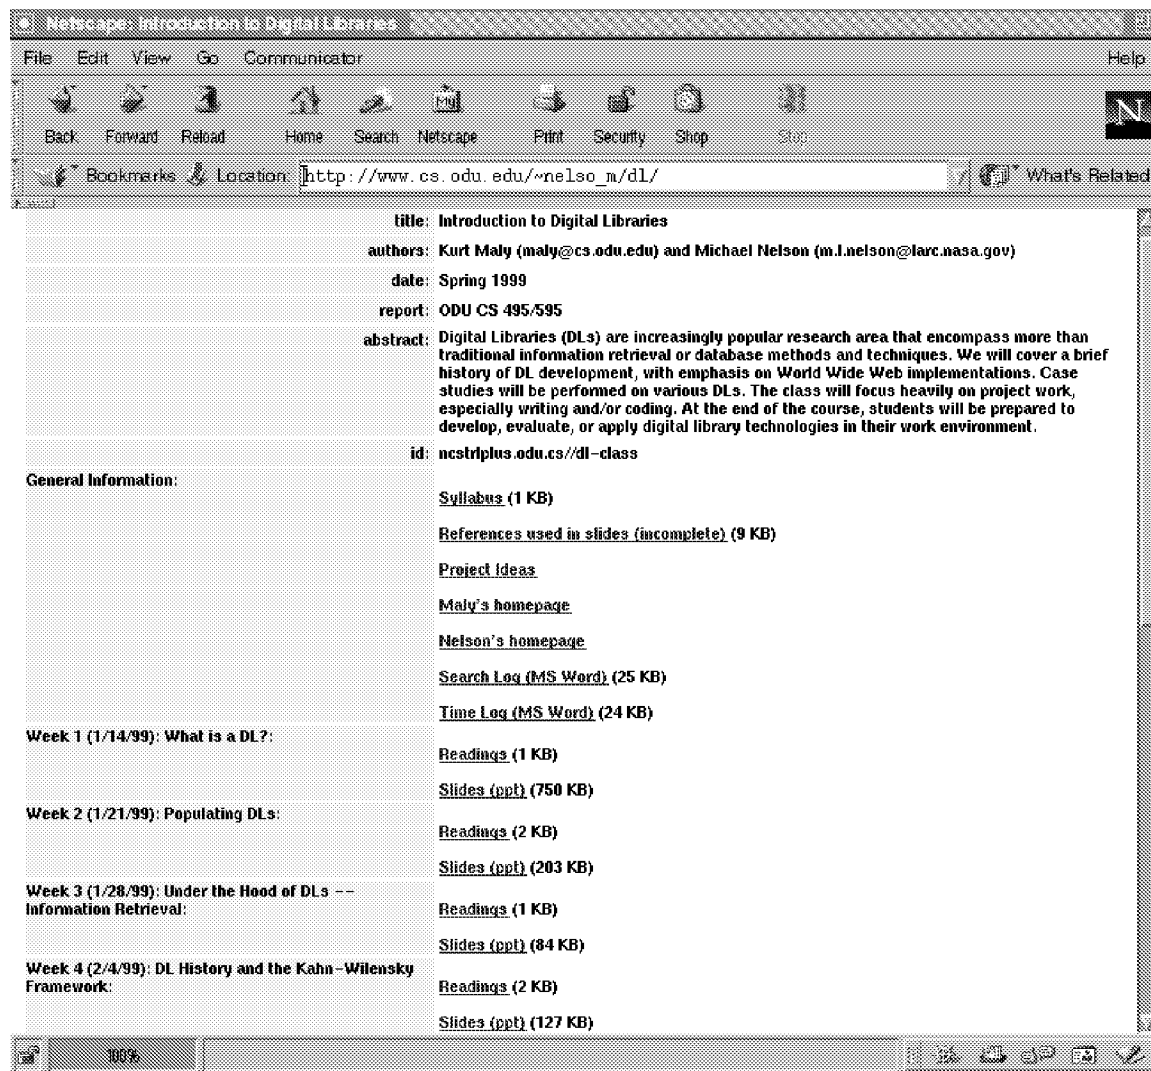 Netscape: Introduction to Digital Libraries
File Edit View Go Communicator Help
Back Forward Reload Home Search Netscape Print Security Shop Stop
My
N
Bookmarks Location: http://www.cs.odu.edu/~nelso_m/dl/ What's Related
title: Introduction to Digital Libraries
authors: Kurt Maly (maly@cs.odu.edu) and Michael Nelson (m.l.nelson@larc.nasa.gov)
date: Spring 1999
report: ODU CS 495/595
abstract: Digital Libraries (DLs) are increasingly popular research area that encompass more than
traditional information retrieval or database methods and techniques. We will cover a brief
history of DL development, with emphasis on World Wide Web implementations. Case
studies will be performed on various DLs. The class will focus heavily on project work,
especially writing and/or coding. At the end of the course, students will be prepared to
develop, evaluate, or apply digital library technologies in their work environment.
id: ncstrlplus.odu.cs//dl-class
General Information:
Syllabus (1 KB)
References used in slides (incomplete) (9 KB)
Project Ideas
Maly's homepage
Nelson's homepage
Search Log (MS Word) (25 KB)
Time Log (MS Word) (24 KB)
Week 1 (1/14/99): What is a DL?:
Readings (1 KB)
Slides (ppt) (750 KB)
Week 2 (1/21/99): Populating DLs:
Readings (2 KB)
Slides (ppt) (203 KB)
Week 3 (1/28/99): Under the Hood of DLs --
Information Retrieval:
Readings (1 KB)
Slides (ppt) (84 KB)
Week 4 (2/4/99): DL History and the Kahn-Wilensky
Framework:
Readings (2 KB)
Slides (ppt) (127 KB)
100%